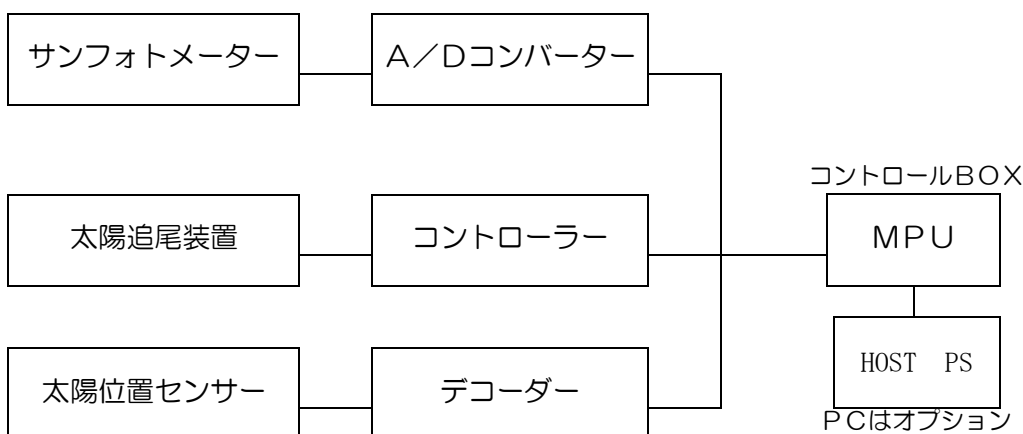 サンフォトメーター
A／Dコンバーター
コントロールＢＯＸ
太陽追尾装置
コントローラー
ＭＰＵ
HOST　PS
太陽位置センサー
デコーダー
ＰＣはオプション